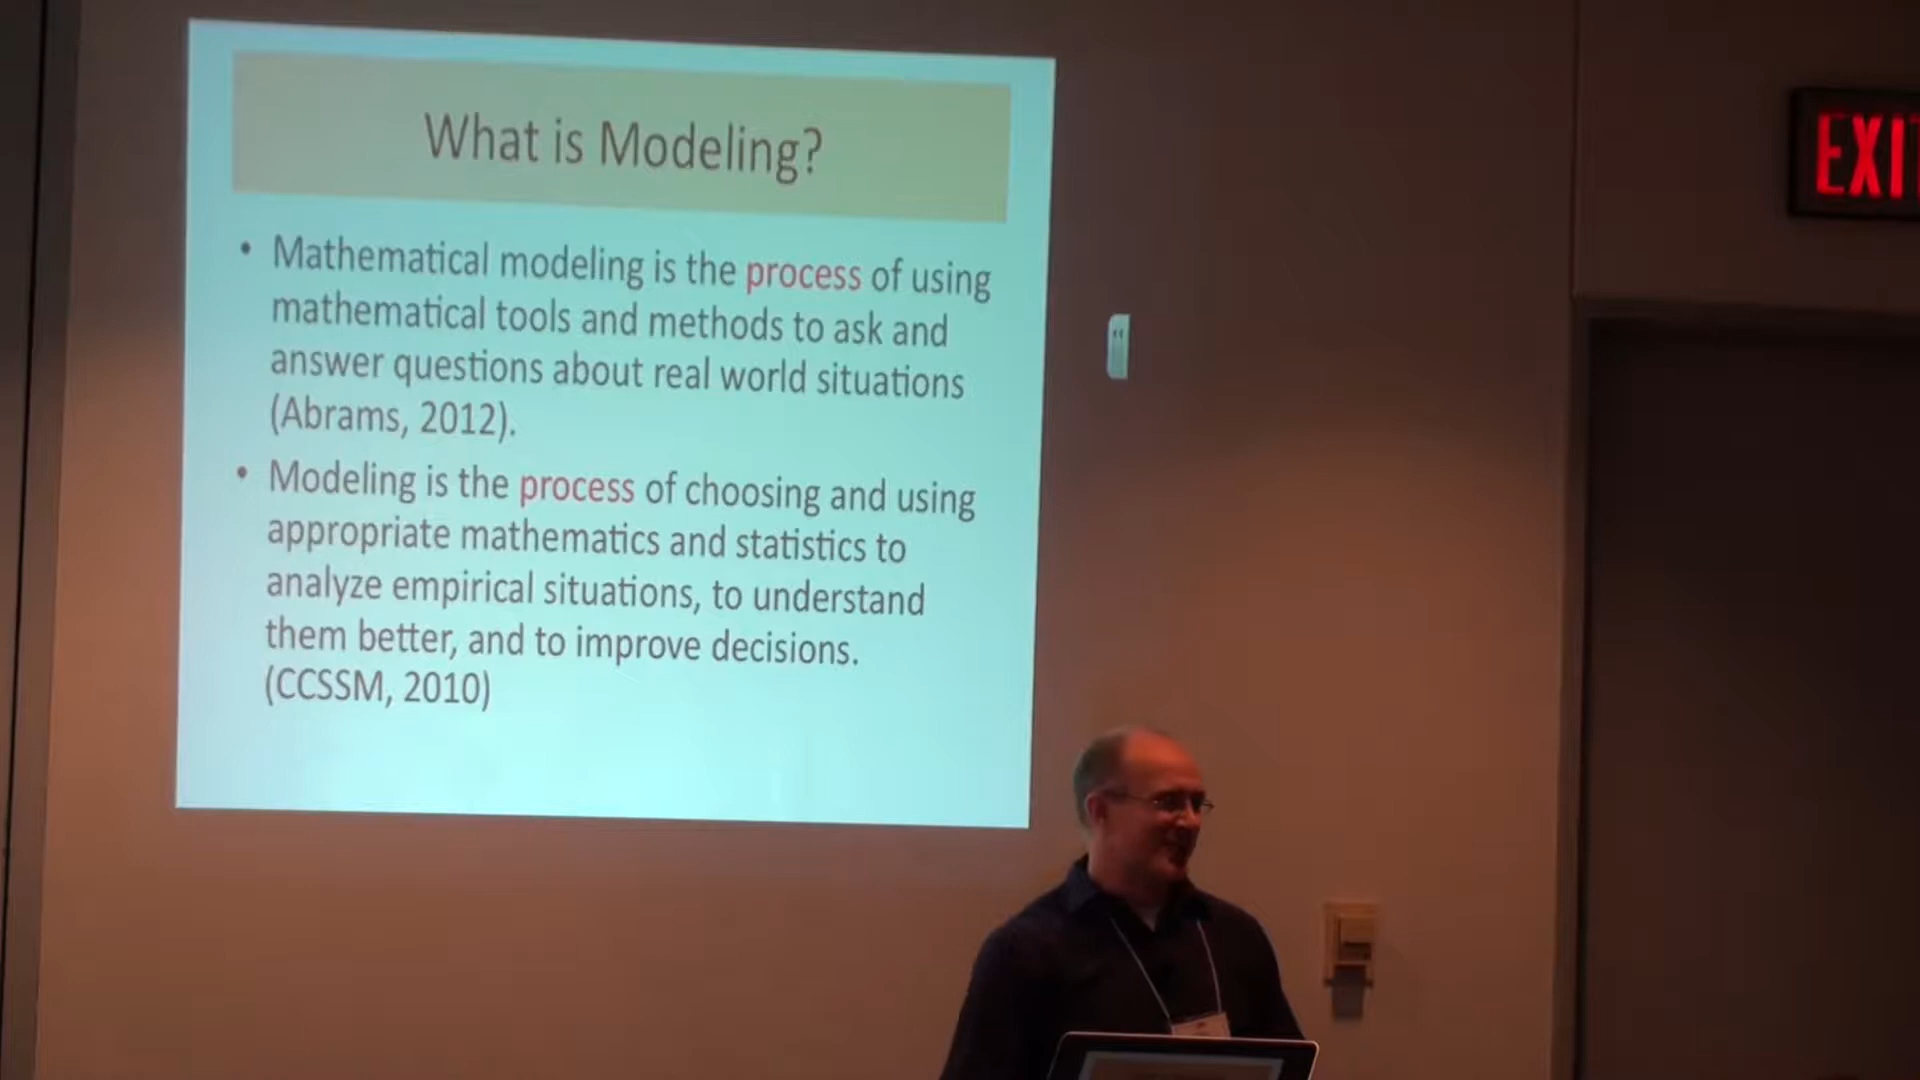 What is Modeling?
• Mathematical modeling is the process of using
mathematical tools and methods to ask and
answer questions about real world situations
(Abrams, 2012).
• Modeling is the process of choosing and using
appropriate mathematics and statistics to
analyze empirical situations, to understand
them better, and to improve decisions.
(CCSSM, 2010)
EXIT